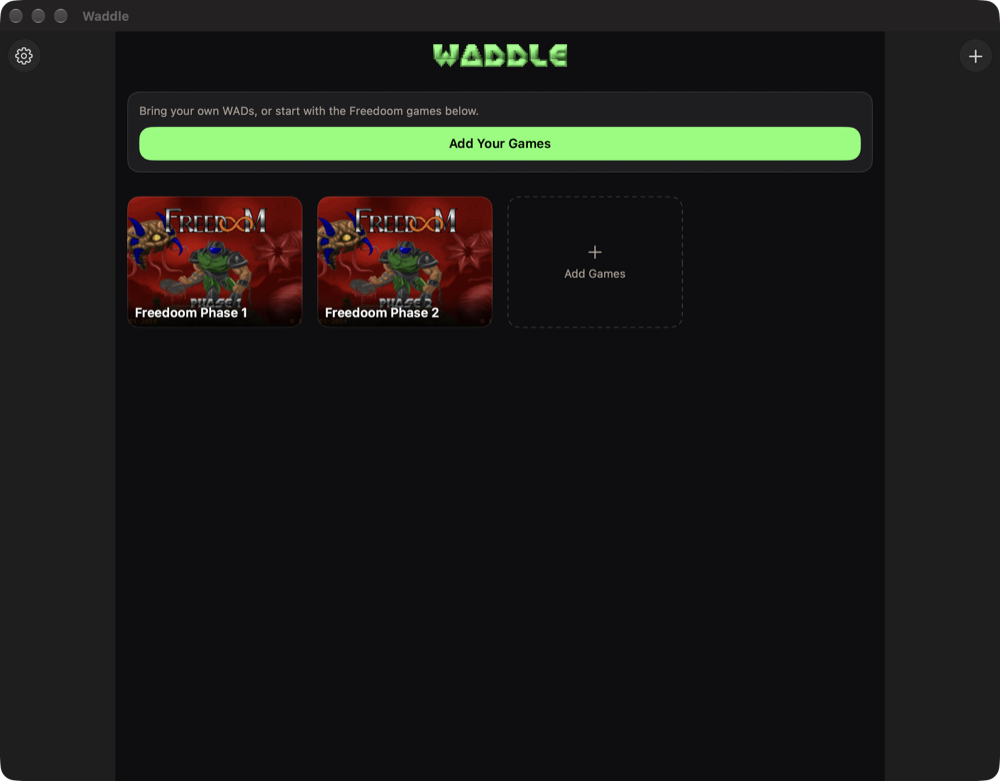 Waddle
WADDLE
Bring your own WADs, or start with the Freedoom games below.
Add Your Games
FREEDOOM
PHASE 1
Freedoom Phase 1
FREEDOOM
PHASE 2
Freedoom Phase 2
Add Games